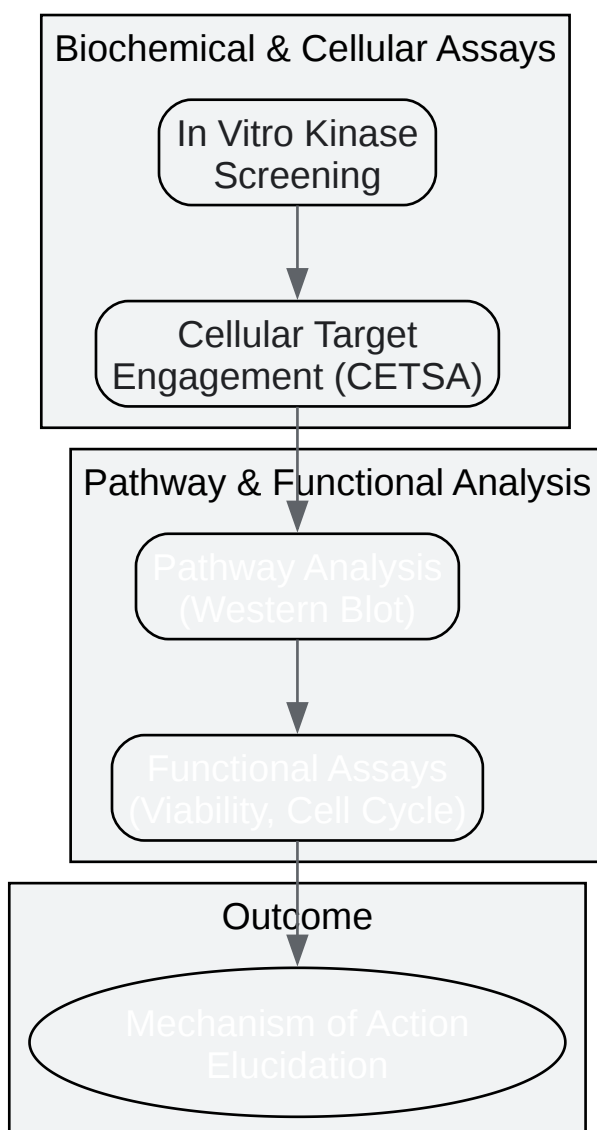 Biochemical & Cellular Assays
In Vitro Kinase
Screening
Cellular Target
Engagement (CETSA)
Pathway & Functional Analysis
Pathway Analysis
(Western Blot)
Functional Assays
(Viability, Cell Cycle)
Outcome
Mechanism of Action
Elucidation